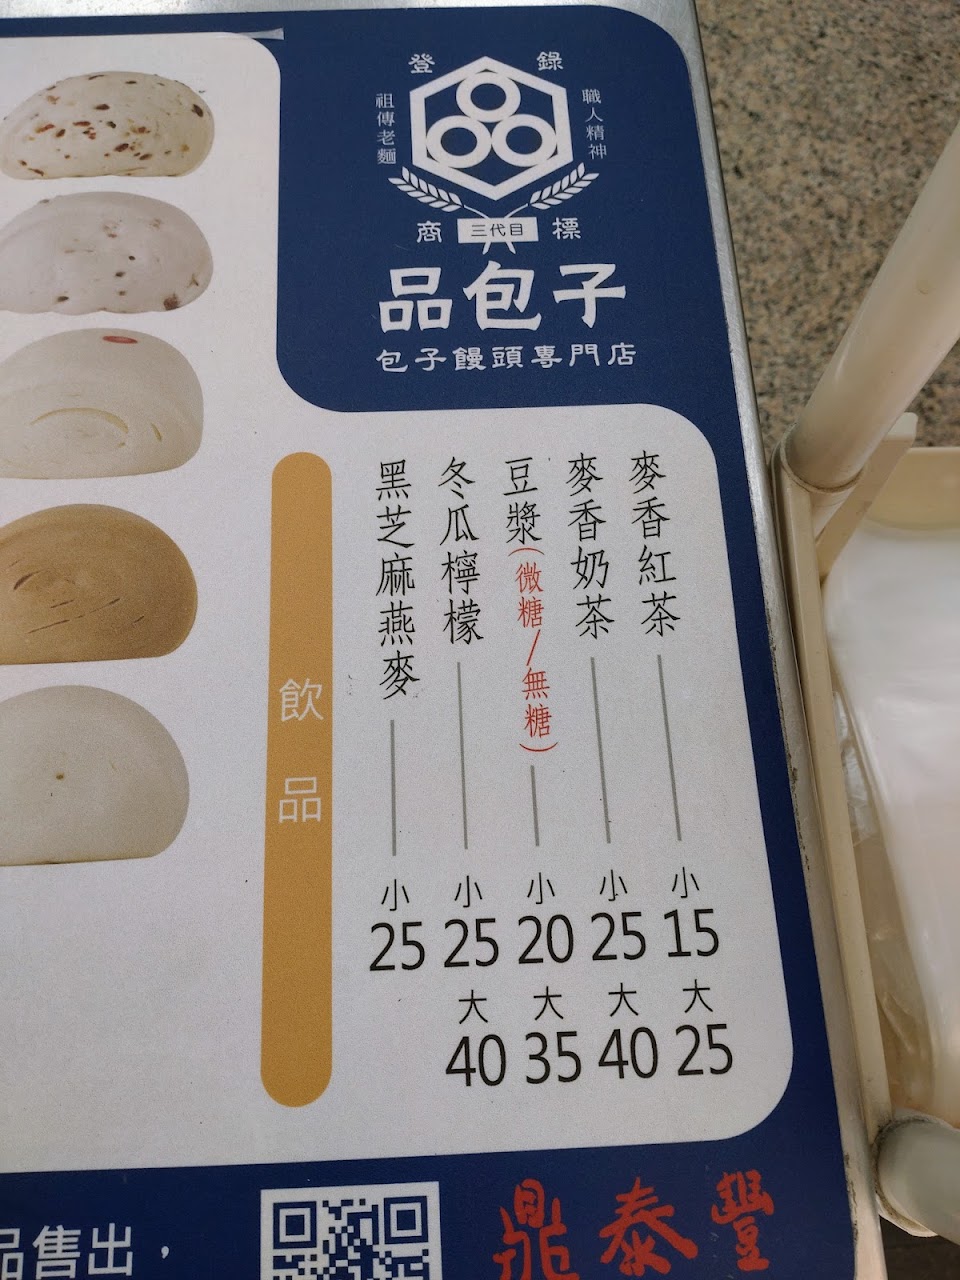 登錄
祖傳老麵
職人精神
商標
三代目
品包子
包子饅頭專門店
麥香紅茶 小 15 大 25
麥香奶茶 小 25 大 40
豆漿(微糖/無糖) 小 20 大 35
冬瓜檸檬 小 25 大 40
黑芝麻燕麥 小 25
飲品
品售出，
鼎泰豐